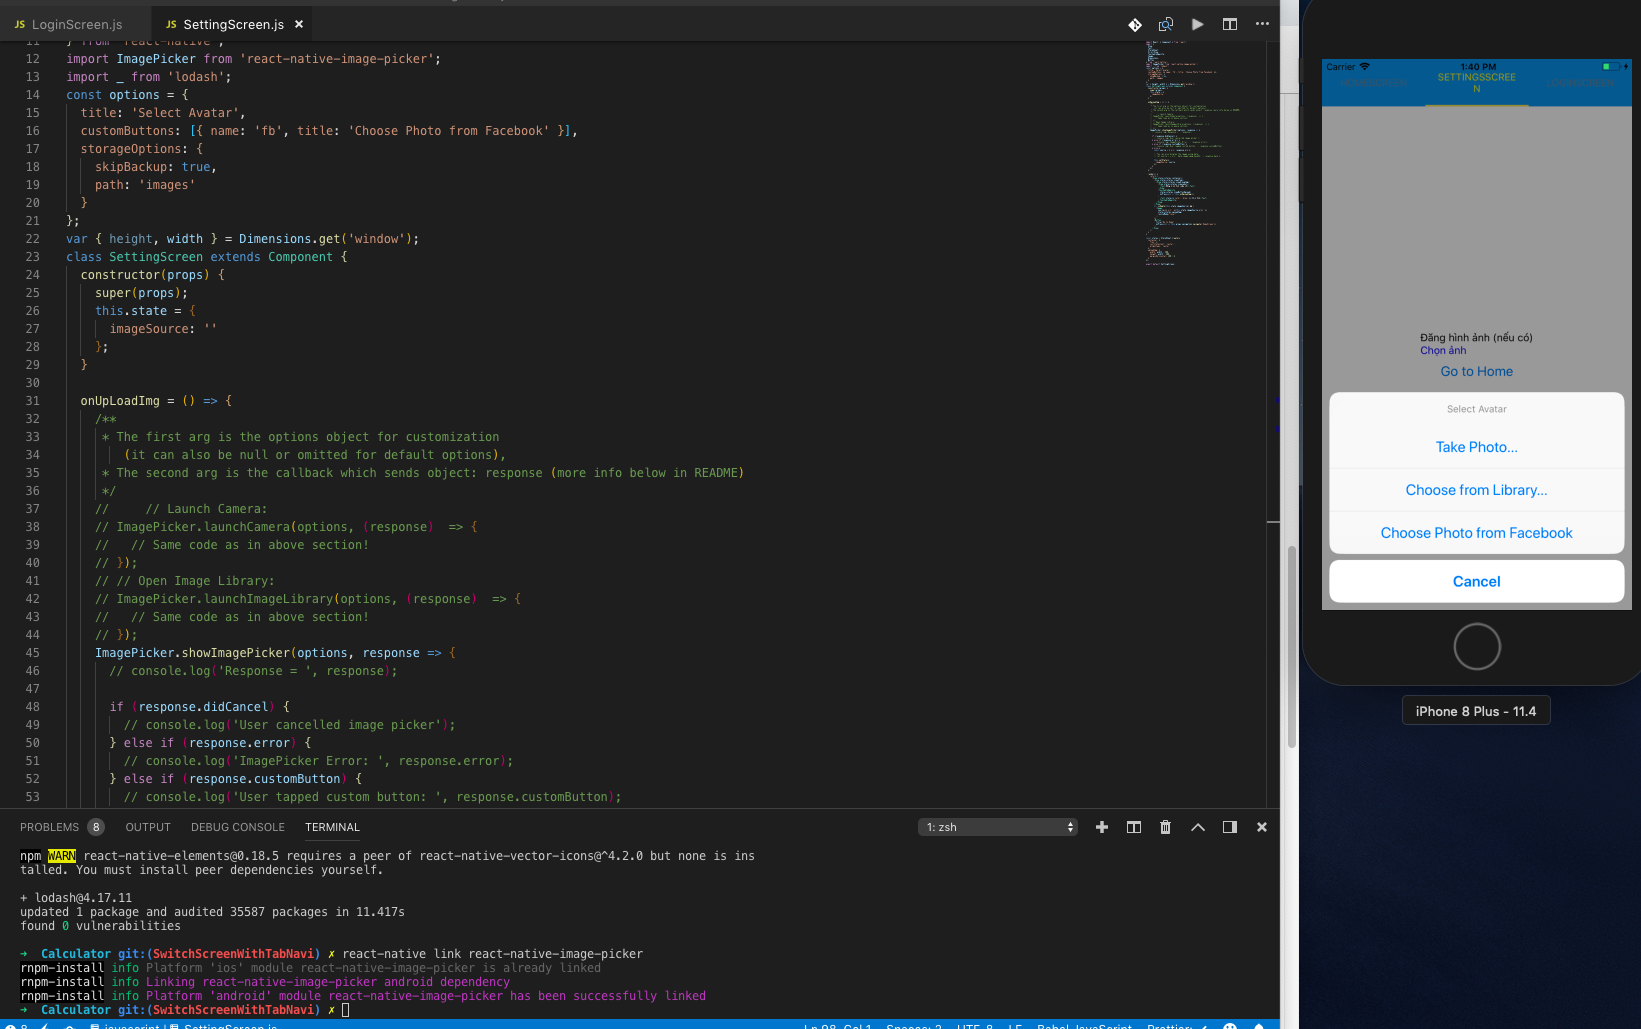 JS LoginScreen.js
JS SettingScreen.js ×
11 } from 'react-native';
12 import ImagePicker from 'react-native-image-picker';
13 import _ from 'lodash';
14 const options = {
15 title: 'Select Avatar',
16 customButtons: [{ name: 'fb', title: 'Choose Photo from Facebook' }],
17 storageOptions: {
18 skipBackup: true,
19 path: 'images'
20 }
21 };
22 var { height, width } = Dimensions.get('window');
23 class SettingScreen extends Component {
24 constructor(props) {
25 super(props);
26 this.state = {
27 imageSource: ''
28 };
29 }
30
31 onUpLoadImg = () => {
32 /**
33 * The first arg is the options object for customization
34 (it can also be null or omitted for default options),
35 * The second arg is the callback which sends object: response (more info below in README)
36 */
37 //     // Launch Camera:
38 // ImagePicker.launchCamera(options, (response)  => {
39 //   // Same code as in above section!
40 // });
41 // // Open Image Library:
42 // ImagePicker.launchImageLibrary(options, (response)  => {
43 //   // Same code as in above section!
44 // });
45 ImagePicker.showImagePicker(options, response => {
46 // console.log('Response = ', response);
47
48 if (response.didCancel) {
49 // console.log('User cancelled image picker');
50 } else if (response.error) {
51 // console.log('ImagePicker Error: ', response.error);
52 } else if (response.customButton) {
53 // console.log('User tapped custom button: ', response.customButton);
PROBLEMS 8 OUTPUT DEBUG CONSOLE TERMINAL 1: zsh
npm WARN react-native-elements@0.18.5 requires a peer of react-native-vector-icons@^4.2.0 but none is ins
talled. You must install peer dependencies yourself.
+ lodash@4.17.11
updated 1 package and audited 35587 packages in 11.417s
found 0 vulnerabilities
➜  Calculator git:(SwitchScreenWithTabNavi) ✗ react-native link react-native-image-picker
rnpm-install info Platform 'ios' module react-native-image-picker is already linked
rnpm-install info Linking react-native-image-picker android dependency
rnpm-install info Platform 'android' module react-native-image-picker has been successfully linked
➜  Calculator git:(SwitchScreenWithTabNavi) ✗
8 javascript | SettingScreen.js Ln 98, Col 1 Spaces: 2 UTF-8 LF Babel JavaScript Prettier: ✓
Carrier 1:40 PM
HOMESCREEN SETTINGSSCREE
N
Đăng hình ảnh (nếu có)
Chọn ảnh
Go to Home
Select Avatar
Take Photo...
Choose from Library...
Choose Photo from Facebook
Cancel
iPhone 8 Plus - 11.4